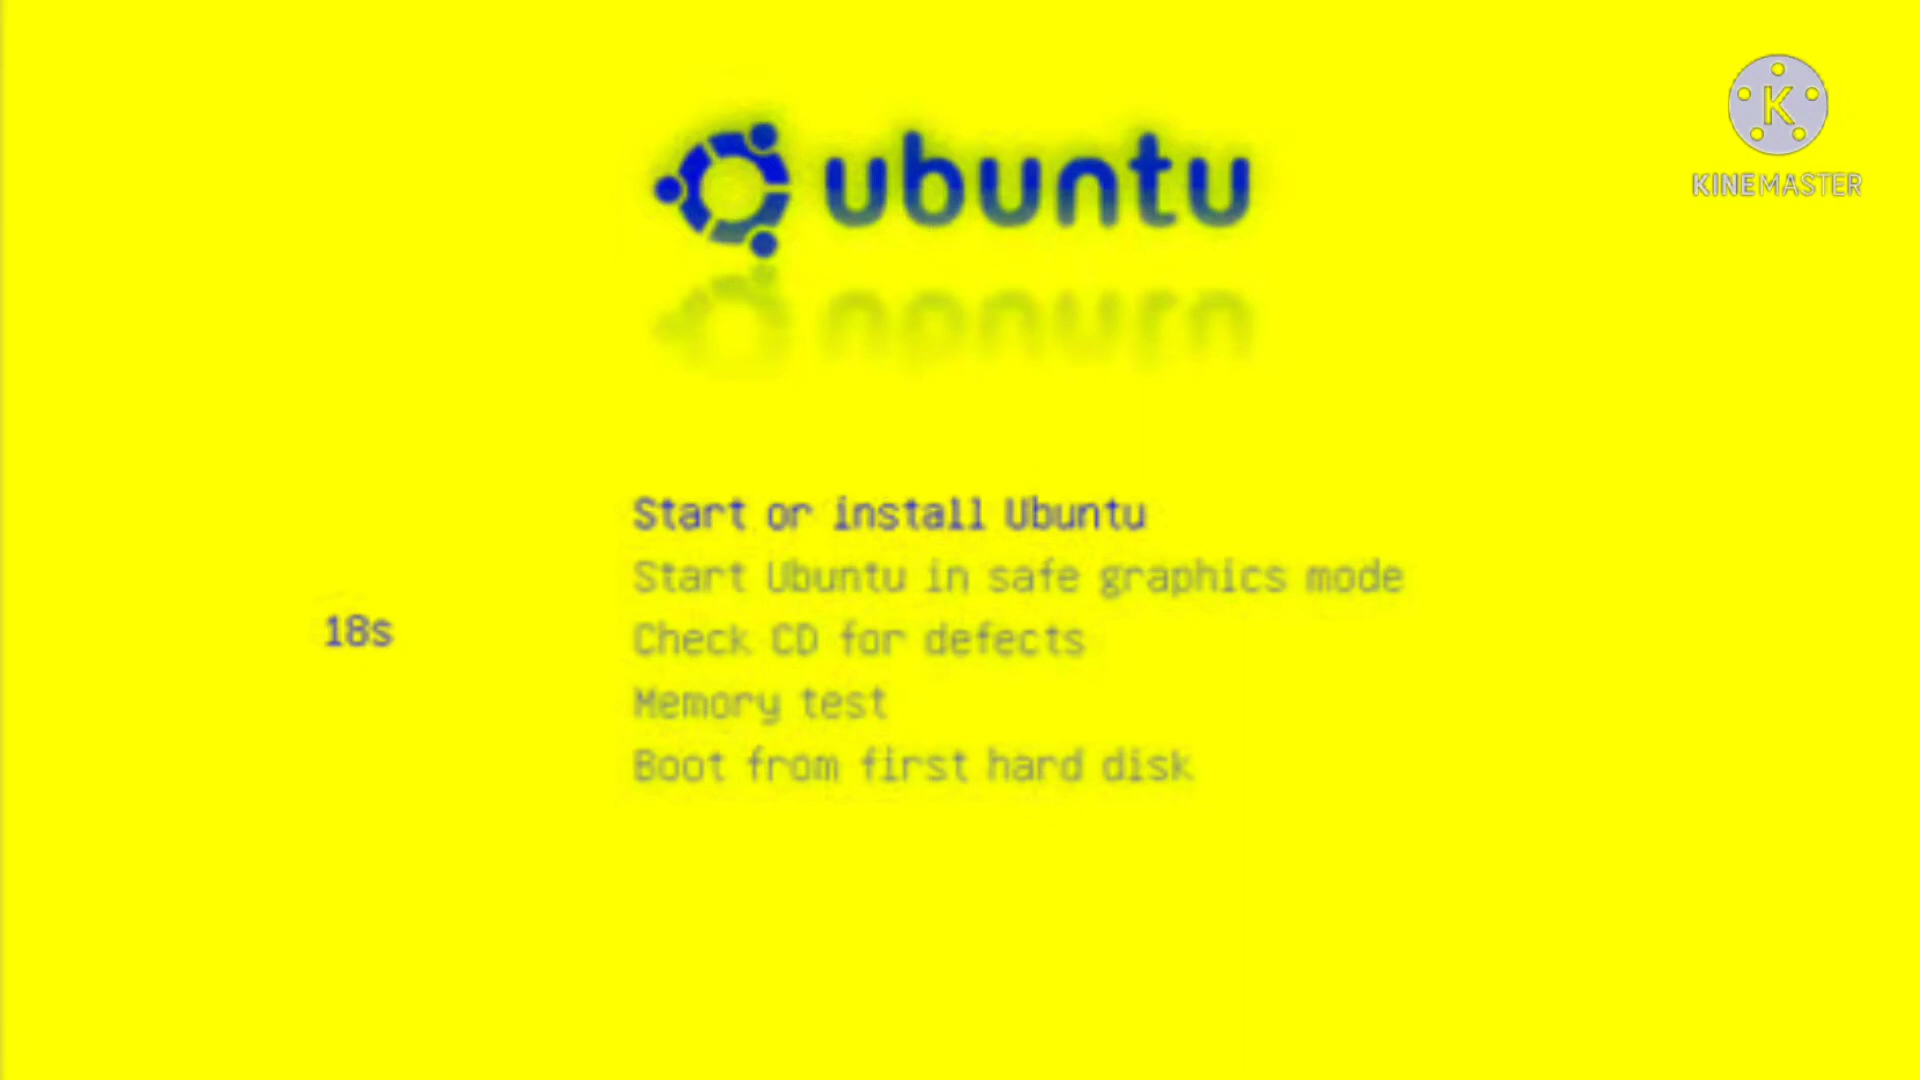 ubuntu
K
KINEMASTER
Start or install Ubuntu
Start Ubuntu in safe graphics mode
18s
Check CD for defects
Memory test
Boot from first hard disk